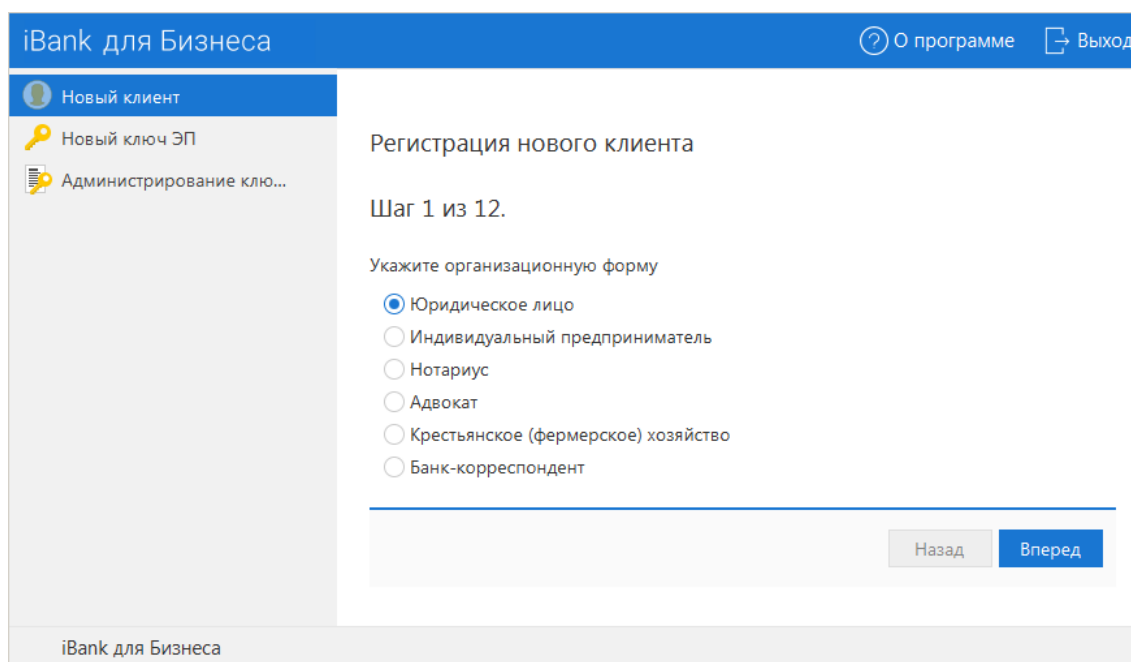 iBank для Бизнеса
О программе
Выход
Новый клиент
Новый ключ ЭП
Администрирование клю...
Регистрация нового клиента
Шаг 1 из 12.
Укажите организационную форму
Юридическое лицо
Индивидуальный предприниматель
Нотариус
Адвокат
Крестьянское (фермерское) хозяйство
Банк-корреспондент
Назад
Вперед
iBank для Бизнеса